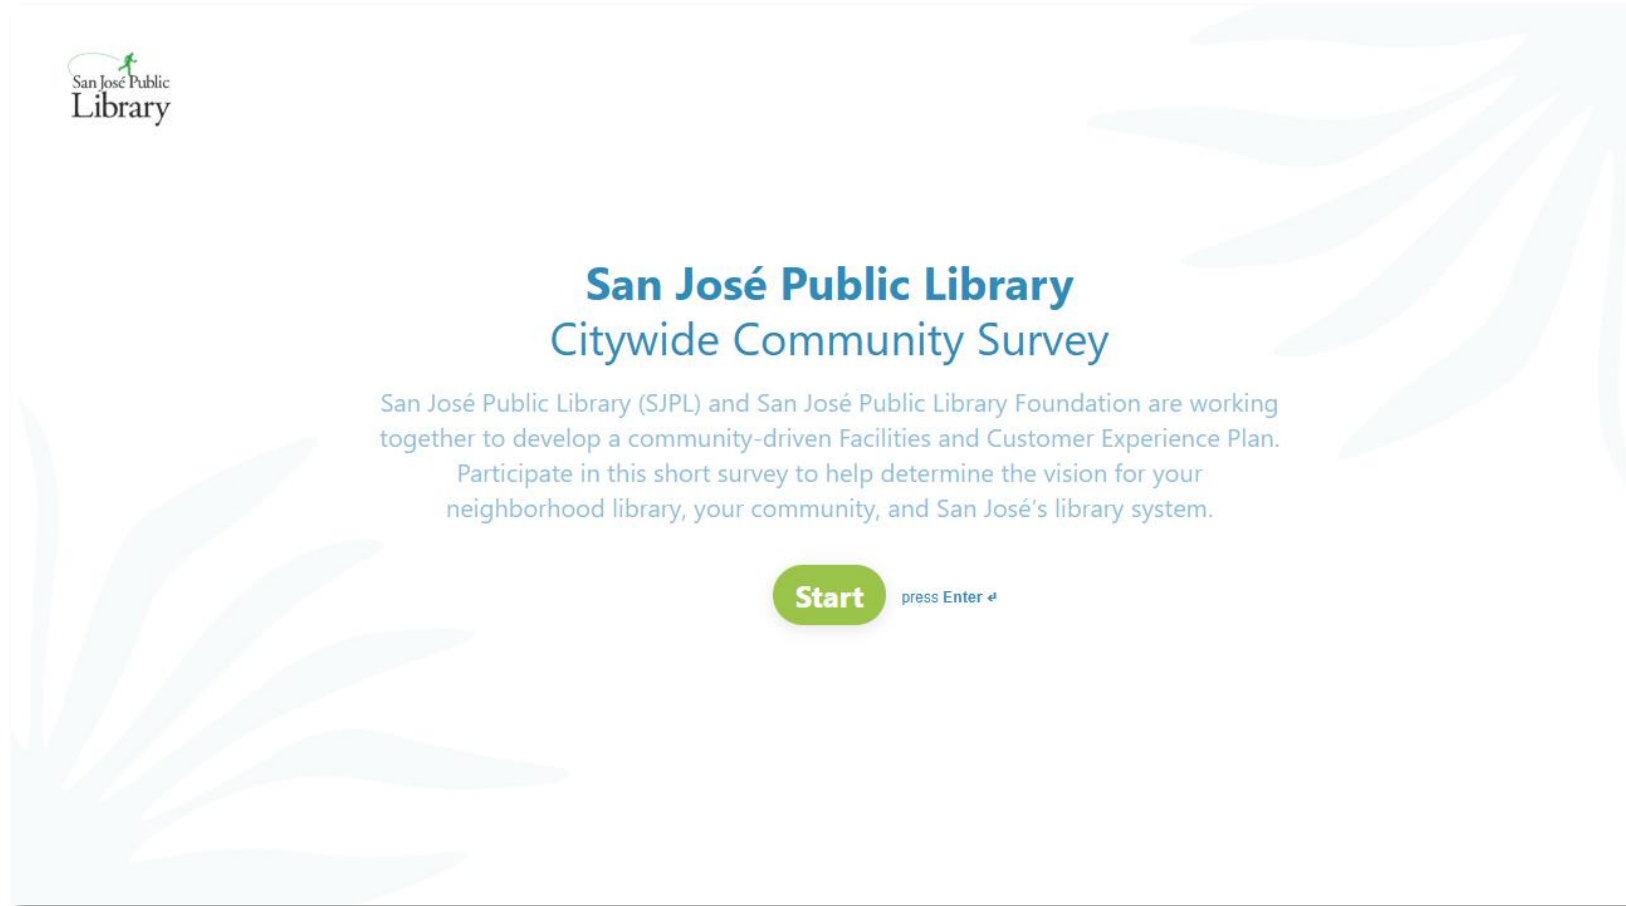 San José Public
Library
San José Public Library
Citywide Community Survey
San José Public Library (SJPL) and San José Public Library Foundation are working
together to develop a community-driven Facilities and Customer Experience Plan.
Participate in this short survey to help determine the vision for your
neighborhood library, your community, and San José's library system.
Start press Enter ↵